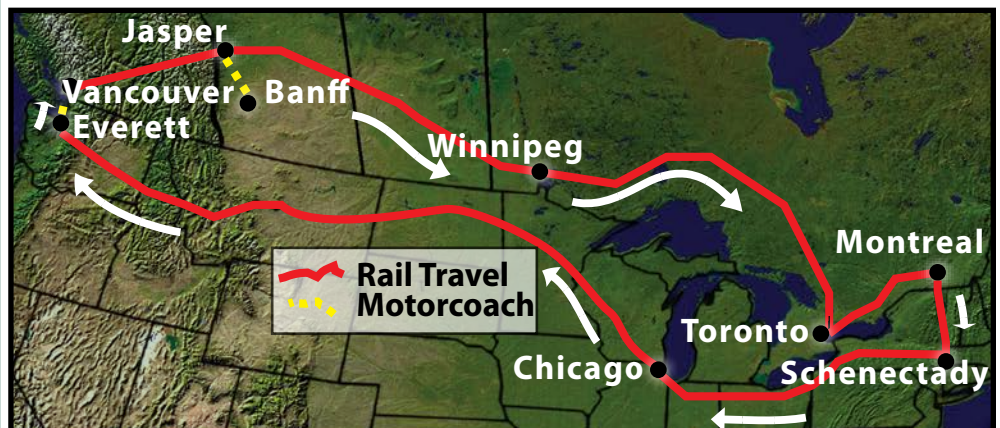 Jasper
Vancouver
Banff
Everett
Winnipeg
Montreal
Rail Travel
Motorcoach
Toronto
Chicago
Schenectady